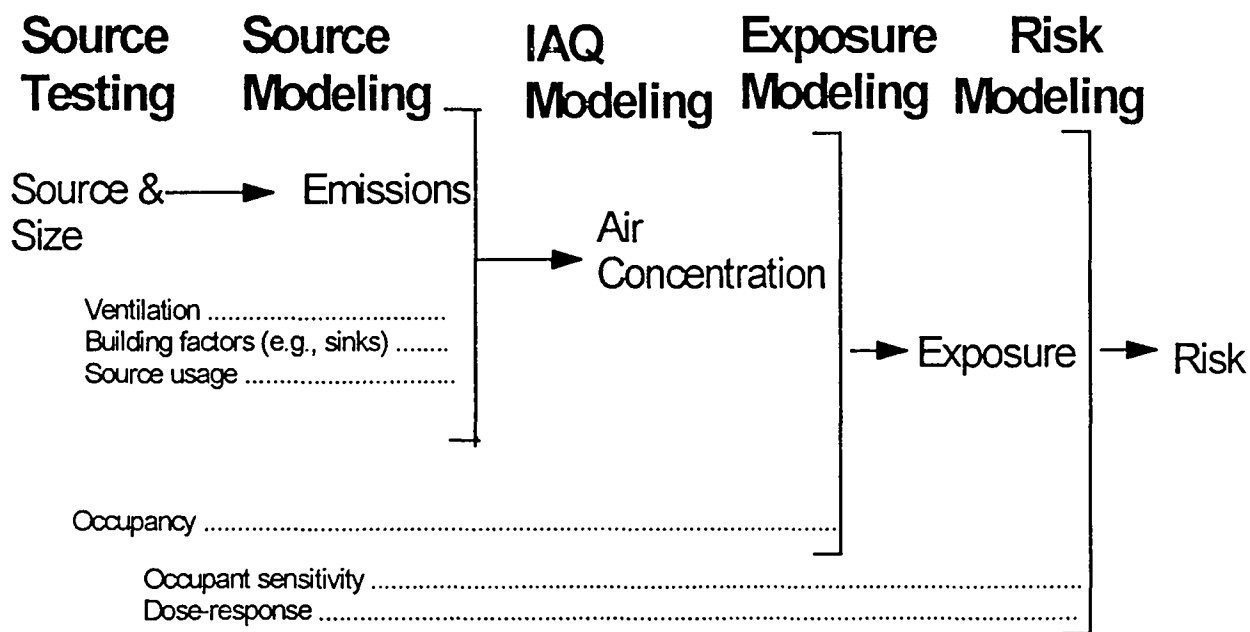 Source Testing
Source Modeling
IAQ Modeling
Exposure Modeling
Risk Modeling
Source & Size
Emissions
Air Concentration
Ventilation ..................................
Building factors (e.g., sinks) ........
Source usage ..............................
Exposure
Risk
Occupancy ..........................................................................................
Occupant sensitivity ....................................................................................................
Dose-response ............................................................................................................